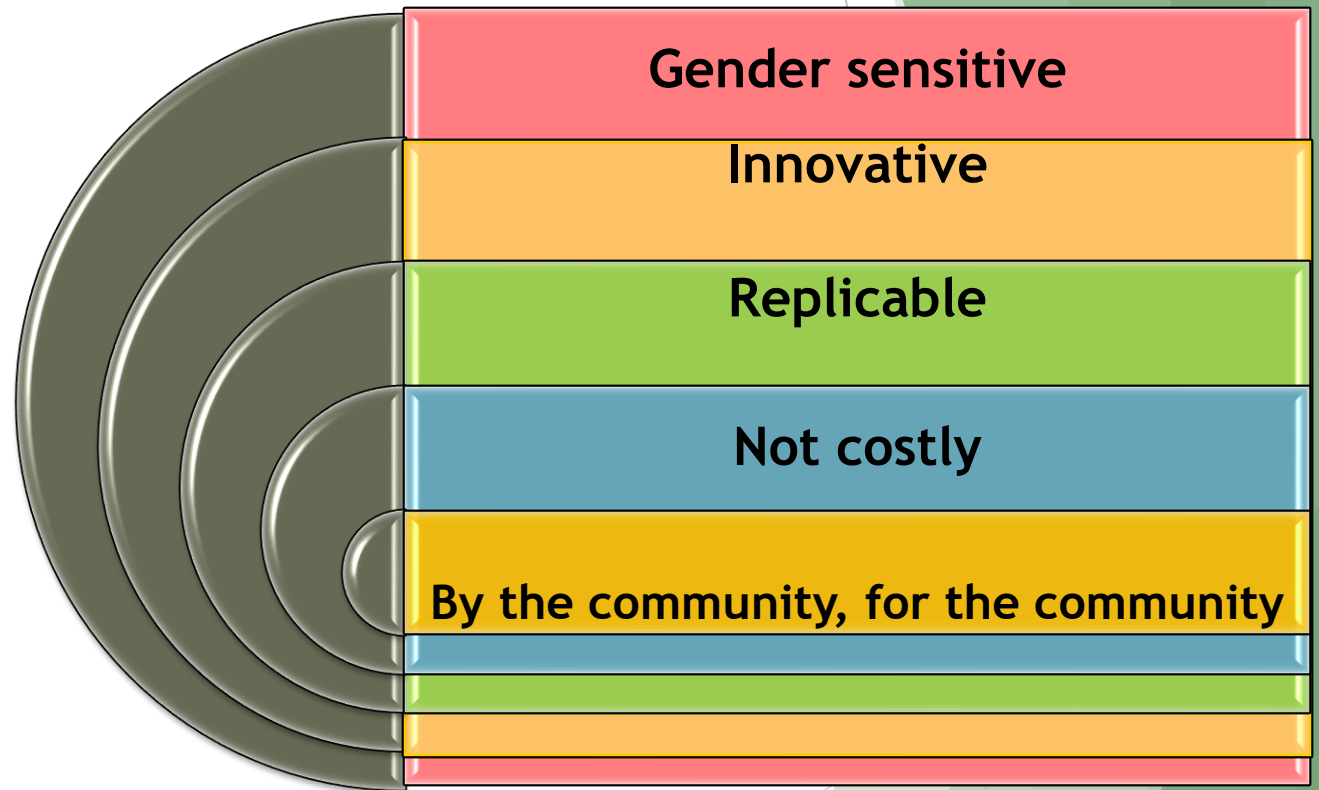 Gender sensitive
Innovative
Replicable
Not costly
By the community, for the community